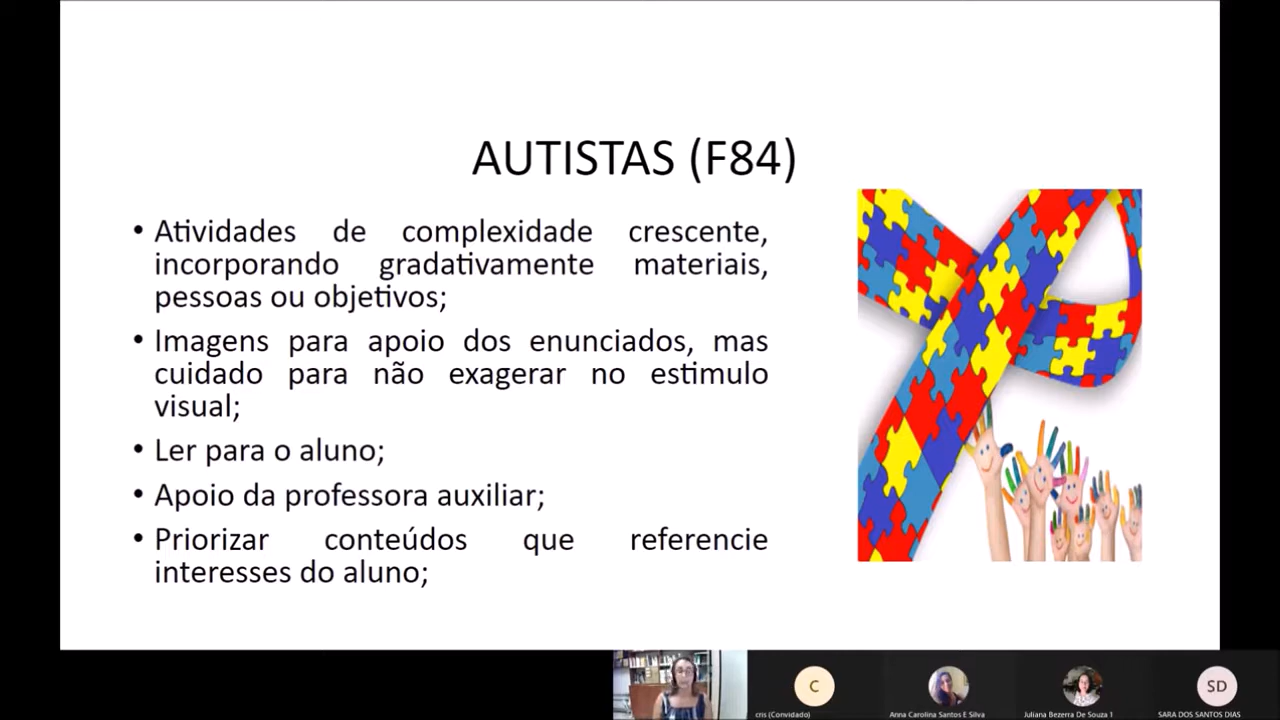 AUTISTAS (F84)
• Atividades de complexidade crescente,
incorporando gradativamente materiais,
pessoas ou objetivos;
• Imagens para apoio dos enunciados, mas
cuidado para não exagerar no estimulo
visual;
• Ler para o aluno;
• Apoio da professora auxiliar;
• Priorizar conteúdos que referencie
interesses do aluno;
C
SD
cris (Convidado)
Anna Carolina Santos E Silva
Juliana Bezerra De Souza 1
SARA DOS SANTOS DIAS